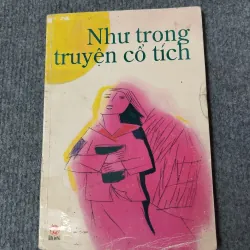 Như trong
truyện cổ tích